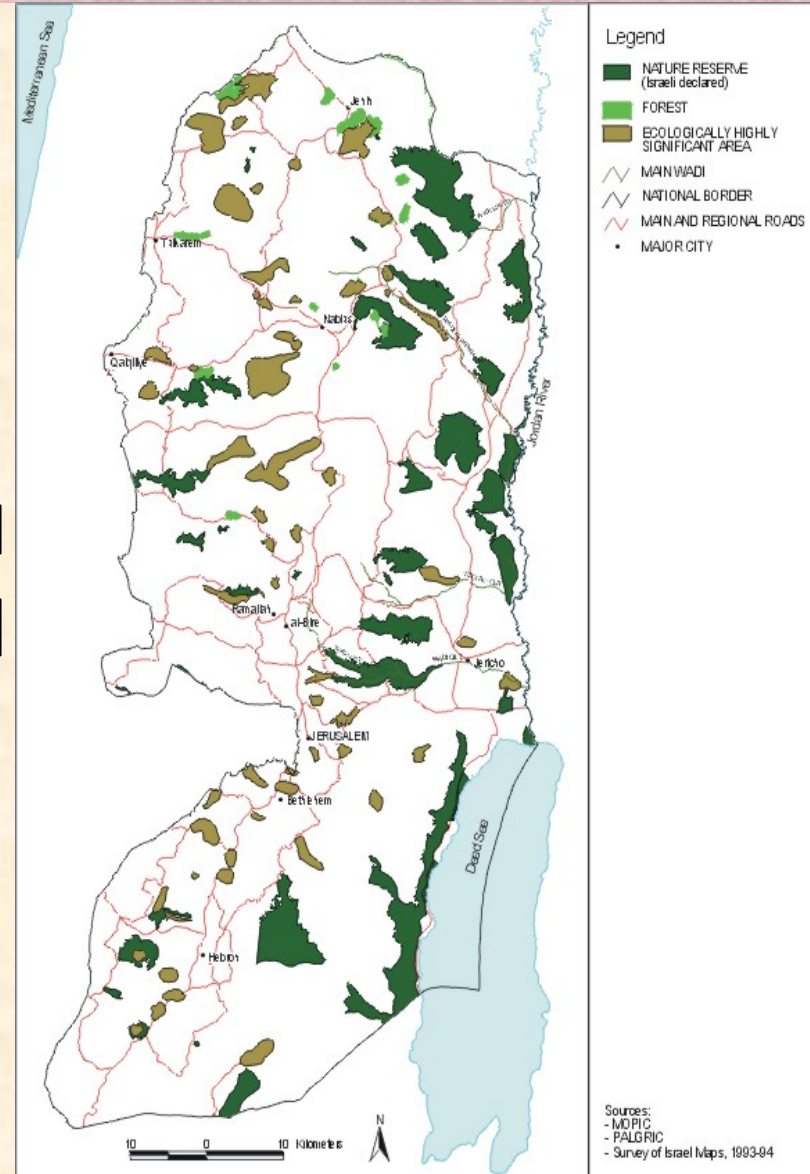 Mediterranean Sea
Jenin
Tulkarem
Nablus
Qalqiliya
Jordan River
Ramallah
al-Bire
Jericho
JERUSALEM
Bethlehem
Dead Sea
Hebron
10 0 10 Kilometers
N
Legend
NATURE RESERVE
(Israeli declared)
FOREST
ECOLOGICALLY HIGHLY
SIGNIFICANT AREA
MAIN WADI
NATIONAL BORDER
MAIN AND REGIONAL ROADS
MAJOR CITY
Sources:
- MOPIC
- PALGRIC
- Survey of Israel Maps, 1993-94